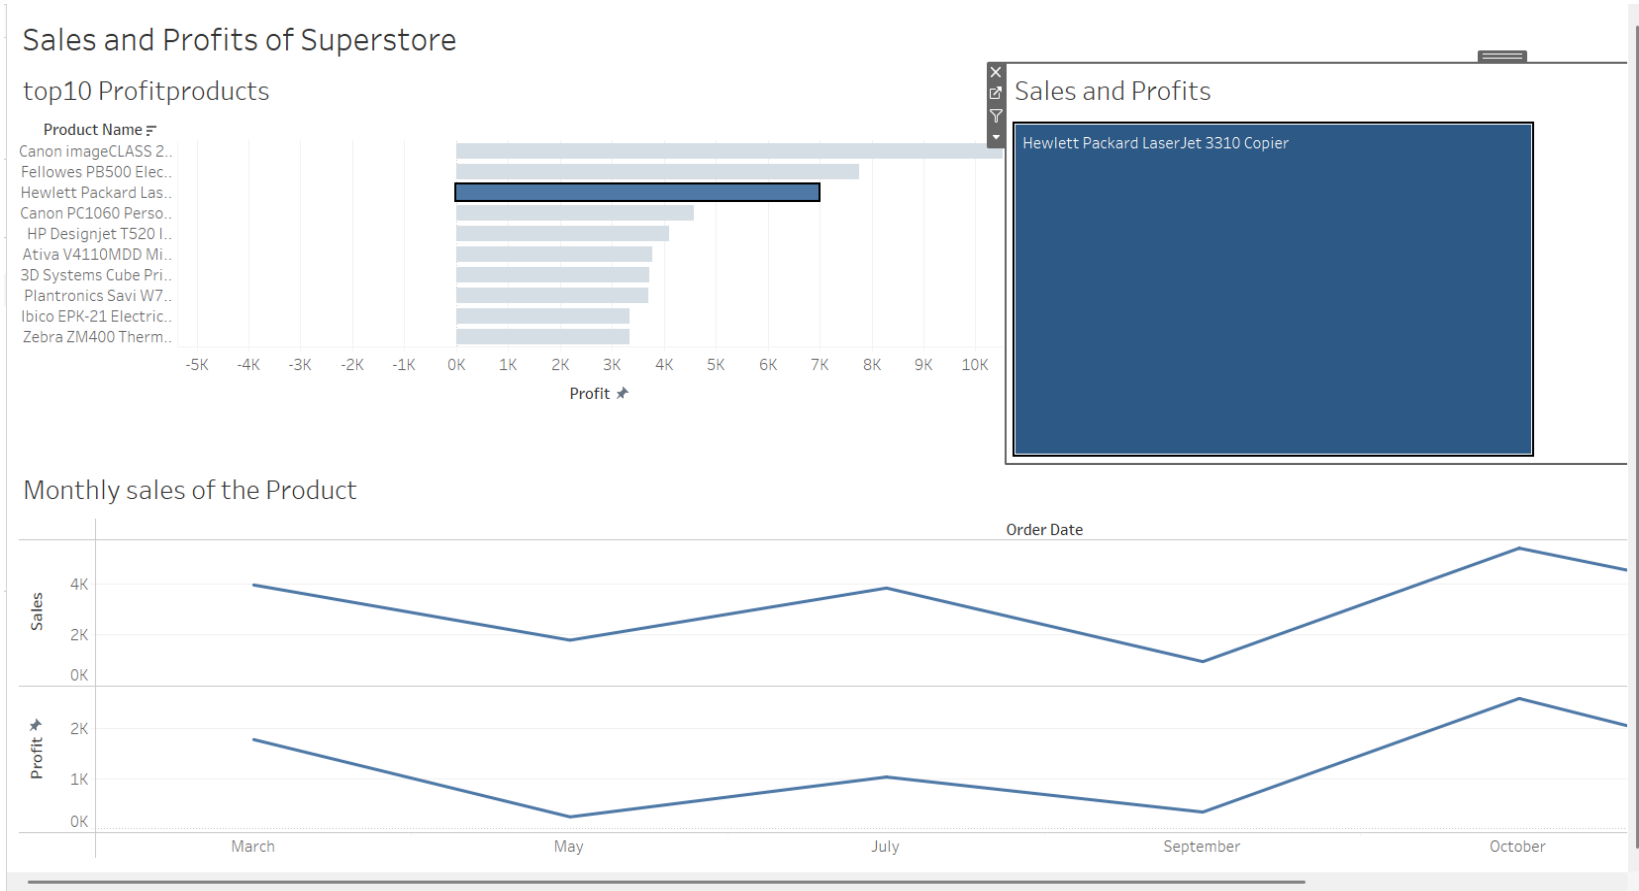 Sales and Profits of Superstore
top10 Profitproducts
Product Name
Canon imageCLASS 2..
Fellowes PB500 Elec..
Hewlett Packard Las..
Canon PC1060 Perso..
HP Designjet T520 I..
Ativa V4110MDD Mi..
3D Systems Cube Pri..
Plantronics Savi W7..
Ibico EPK-21 Electric..
Zebra ZM400 Therm..
-5K -4K -3K -2K -1K 0K 1K 2K 3K 4K 5K 6K 7K 8K 9K 10K
Profit
Sales and Profits
Hewlett Packard LaserJet 3310 Copier
Monthly sales of the Product
Order Date
Sales
4K
2K
0K
Profit
2K
1K
0K
March May July September October